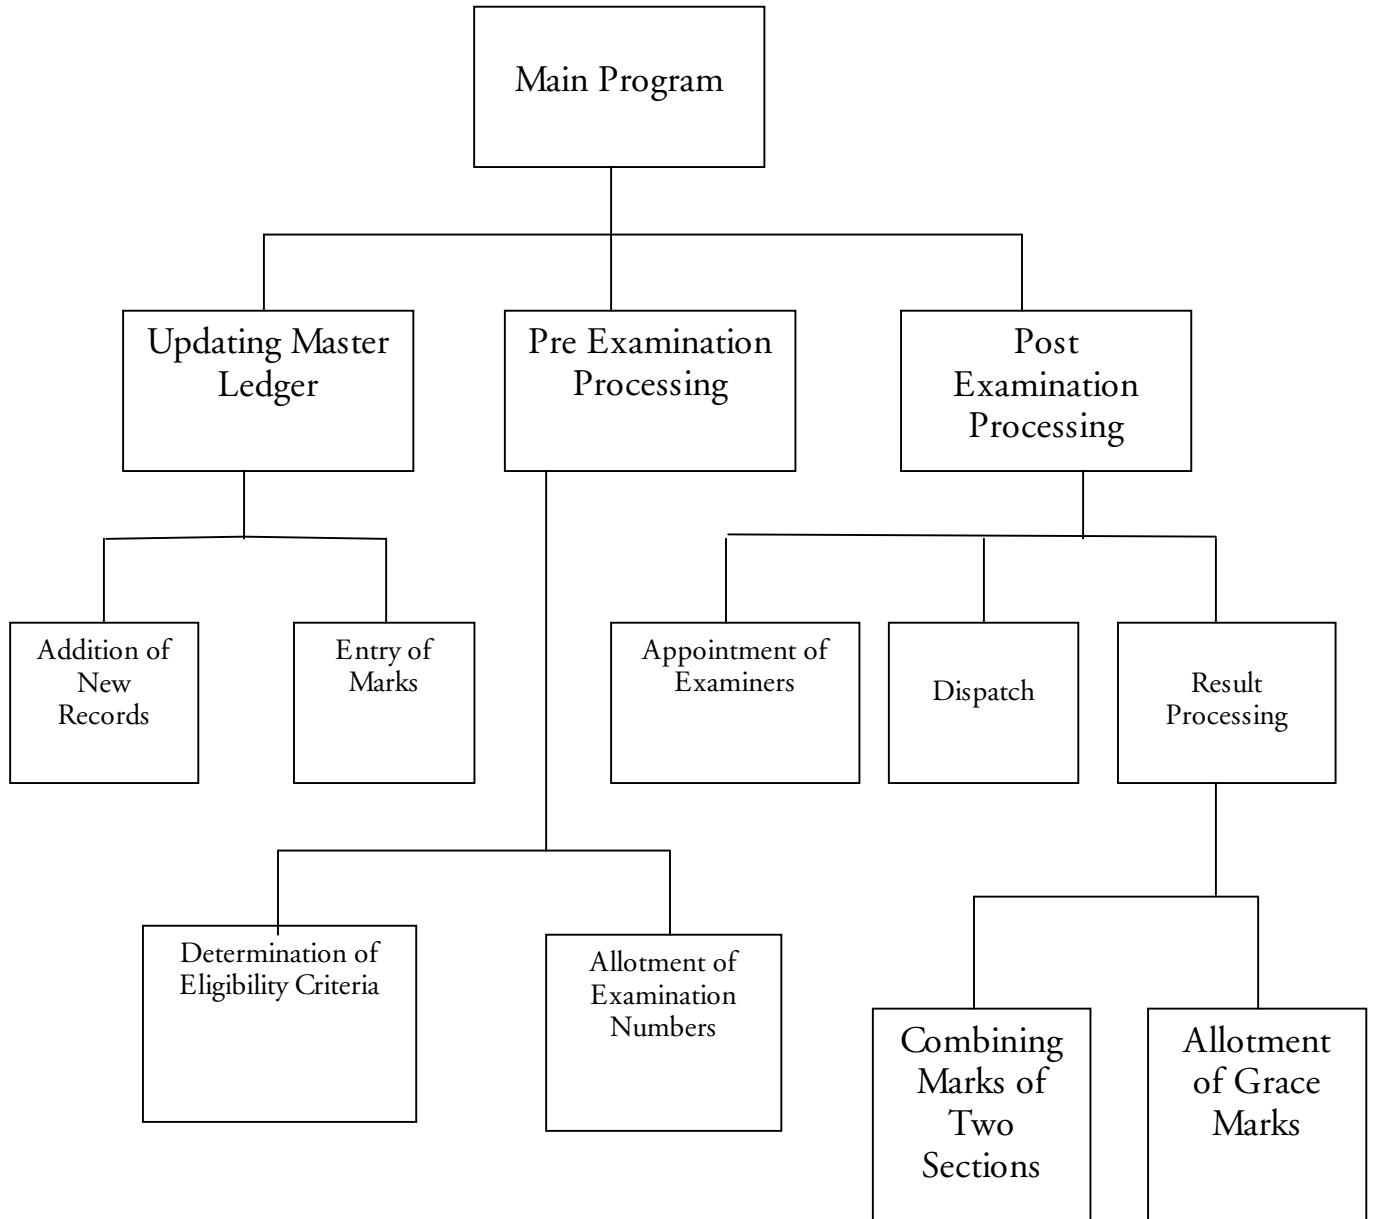 Main Program
Updating Master
Ledger
Pre Examination
Processing
Post
Examination
Processing
Addition of
New
Records
Entry of
Marks
Appointment of
Examiners
Dispatch
Result
Processing
Determination of
Eligibility Criteria
Allotment of
Examination
Numbers
Combining
Marks of
Two
Sections
Allotment
of Grace
Marks